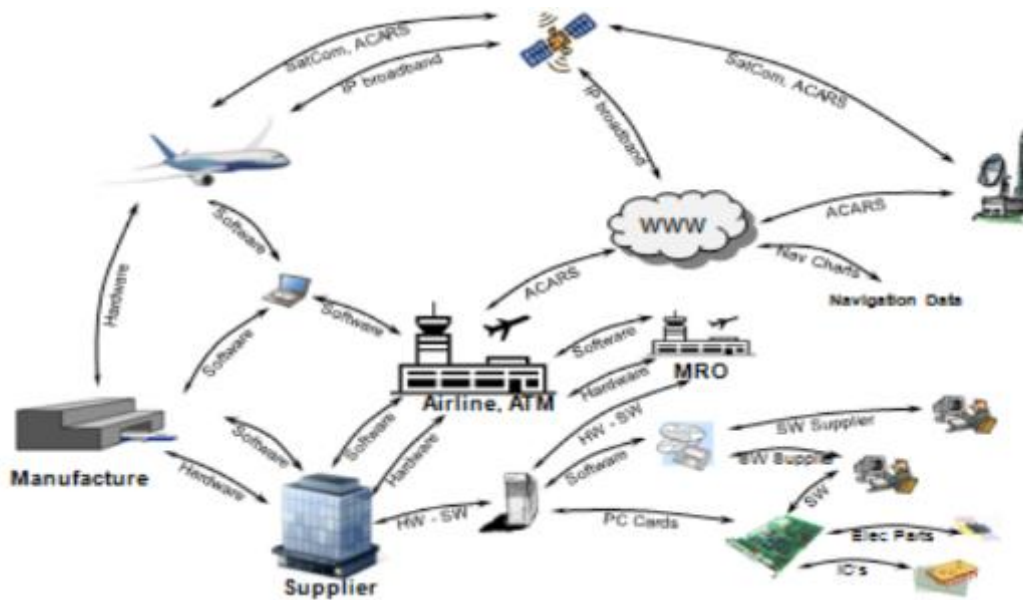 SatCom, ACARS
IP broadband
IP broadband
SatCom, ACARS
WWW
ACARS
Nav Charts
Navigation Data
Software
Hardware
ACARS
Software
Software
Software
Hardware
MRO
Airline, ATM
HW - SW
Manufacture
Software
Hardware
Software
Hardware
Software
SW Supplier
SW Supplier
SW
HW - SW
PC Cards
Elec Parts
IC's
Supplier